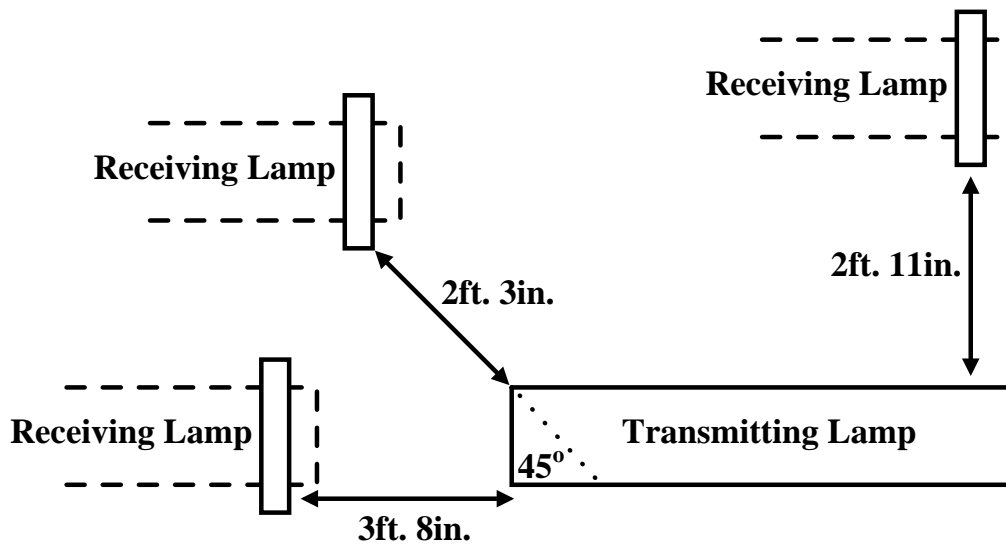 Receiving Lamp
Receiving Lamp
2ft. 11in.
2ft. 3in.
Receiving Lamp
Transmitting Lamp
45°
3ft. 8in.